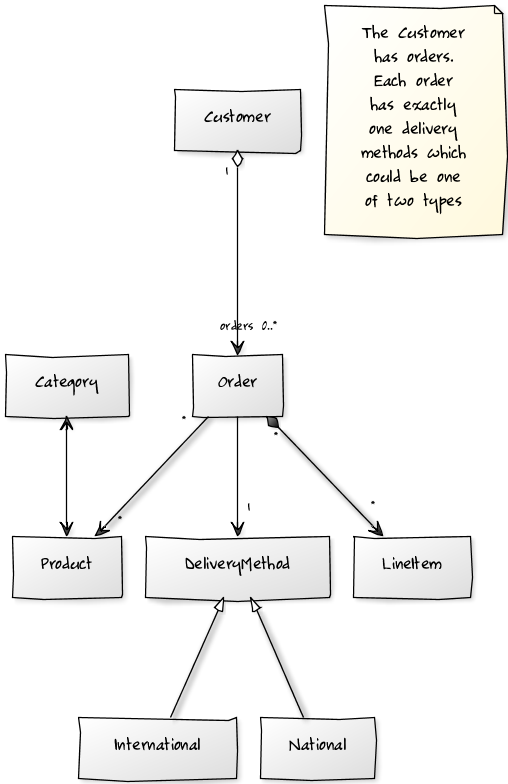 The Customer
has orders.
Each order
has exactly
one delivery
methods which
could be one
of two types
Customer
1
orders 0..*
Category
Order
*
*
*
1
*
Product
DeliveryMethod
LineItem
International
National